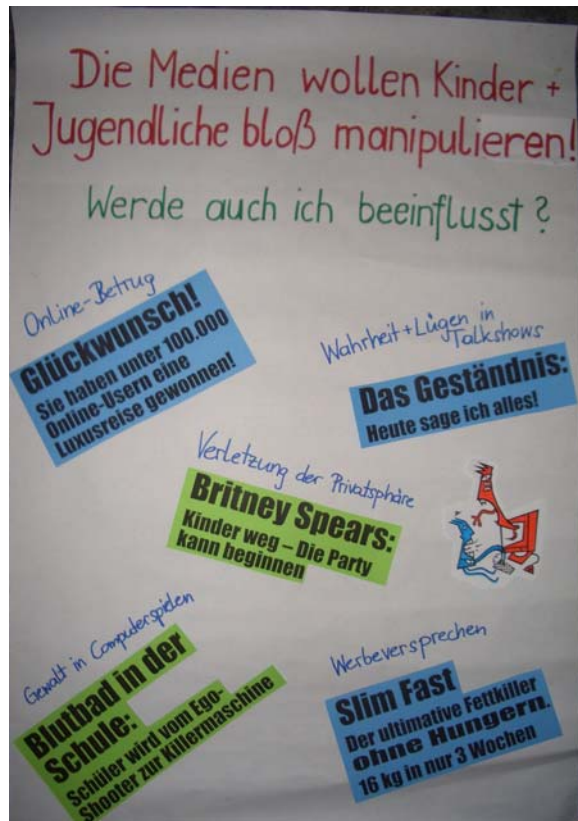 Die Medien wollen Kinder +
Jugendliche bloß manipulieren!
Werde auch ich beeinflusst?
Online-Betrug
Glückwunsch!
Sie haben unter 100.000
Online-Usern eine
Luxusreise gewonnen!
Wahrheit+Lügen in
Talkshows
Das Geständnis:
Heute sage ich alles!
Verletzung der Privatsphäre
Britney Spears:
Kinder weg – Die Party
kann beginnen
Gewalt in Computerspielen
Blutbad in der
Schule:
Schüler wird vom Ego-
Shooter zur Killermaschine
Werbeversprechen
Slim Fast
Der ultimative Fettkiller
ohne Hungern.
16 kg in nur 3 Wochen